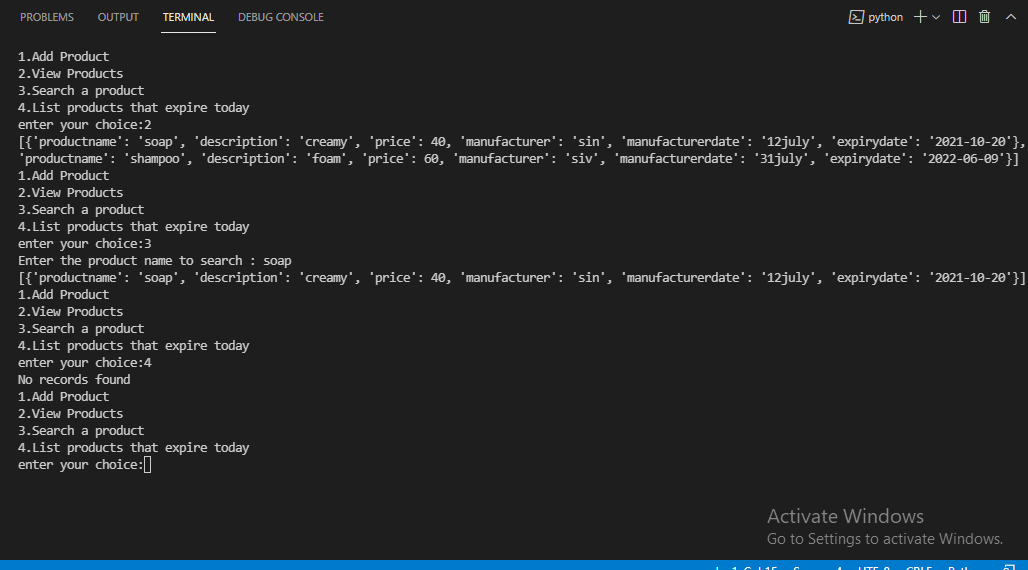 PROBLEMS OUTPUT TERMINAL DEBUG CONSOLE python
1.Add Product
2.View Products
3.Search a product
4.List products that expire today
enter your choice:2
[{'productname': 'soap', 'description': 'creamy', 'price': 40, 'manufacturer': 'sin', 'manufacturerdate': '12july', 'expirydate': '2021-10-20'},
'productname': 'shampoo', 'description': 'foam', 'price': 60, 'manufacturer': 'siv', 'manufacturerdate': '31july', 'expirydate': '2022-06-09'}]
1.Add Product
2.View Products
3.Search a product
4.List products that expire today
enter your choice:3
Enter the product name to search : soap
[{'productname': 'soap', 'description': 'creamy', 'price': 40, 'manufacturer': 'sin', 'manufacturerdate': '12july', 'expirydate': '2021-10-20'}]
1.Add Product
2.View Products
3.Search a product
4.List products that expire today
enter your choice:4
No records found
1.Add Product
2.View Products
3.Search a product
4.List products that expire today
enter your choice:
Activate Windows
Go to Settings to activate Windows.